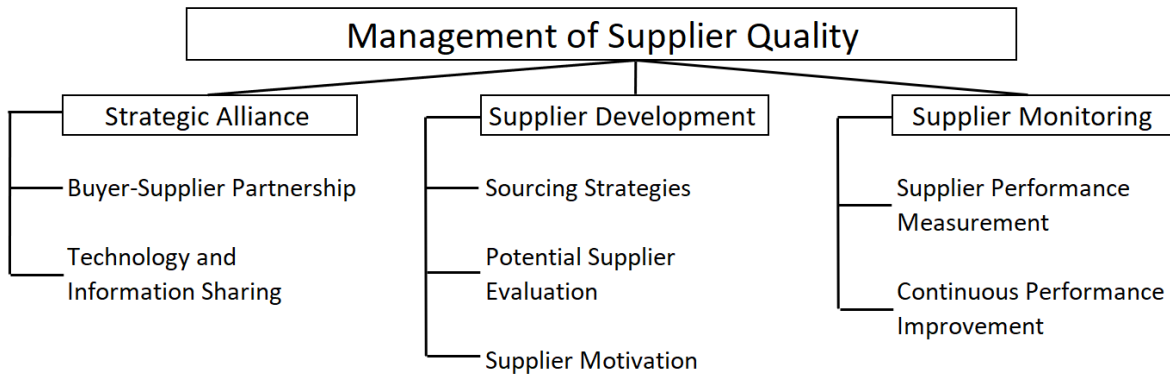 Management of Supplier Quality
Strategic Alliance
Buyer-Supplier Partnership
Technology and
Information Sharing
Supplier Development
Sourcing Strategies
Potential Supplier
Evaluation
Supplier Motivation
Supplier Monitoring
Supplier Performance
Measurement
Continuous Performance
Improvement